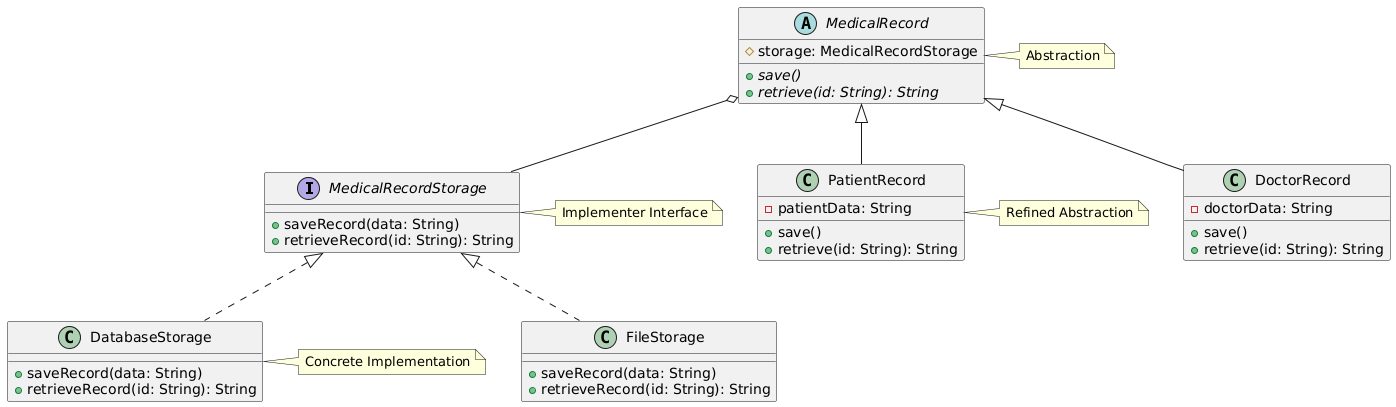 A MedicalRecord
storage: MedicalRecordStorage
save()
retrieve(id: String): String
Abstraction
I MedicalRecordStorage
saveRecord(data: String)
retrieveRecord(id: String): String
Implementer Interface
C PatientRecord
patientData: String
save()
retrieve(id: String): String
Refined Abstraction
C DoctorRecord
doctorData: String
save()
retrieve(id: String): String
C DatabaseStorage
saveRecord(data: String)
retrieveRecord(id: String): String
Concrete Implementation
C FileStorage
saveRecord(data: String)
retrieveRecord(id: String): String